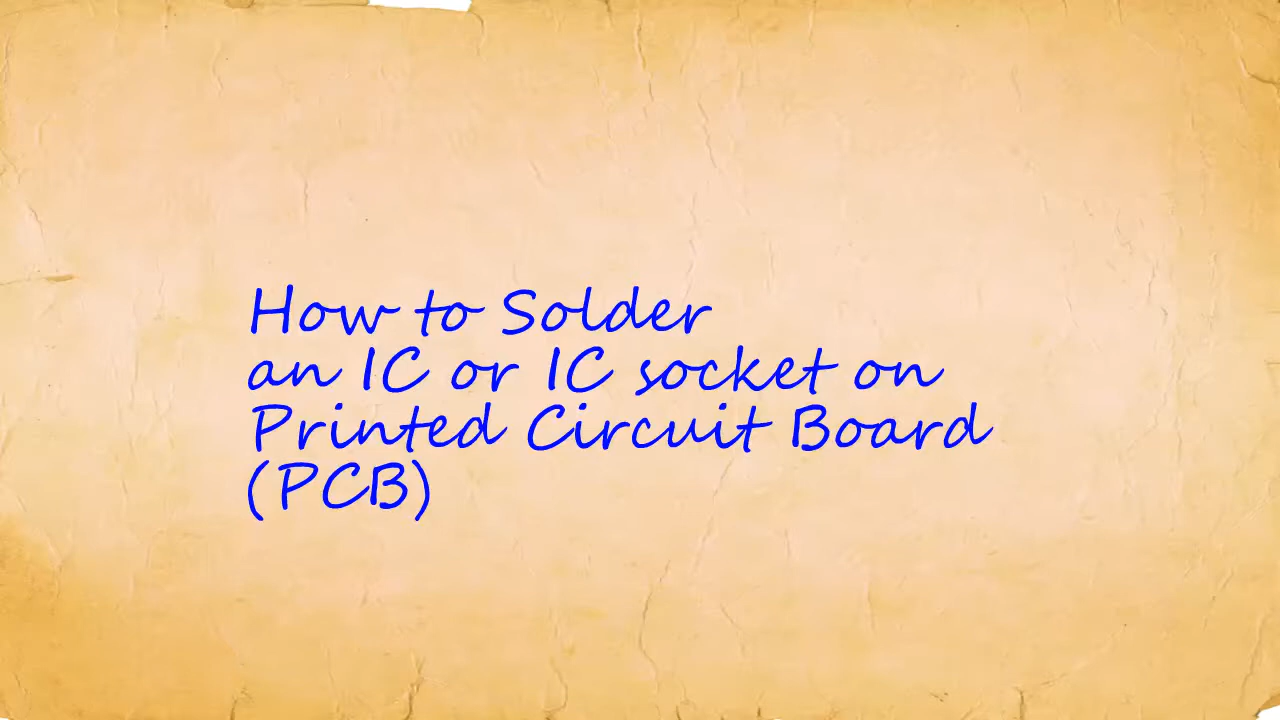 How to Solder
an IC or IC socket on
Printed Circuit Board
(PCB)